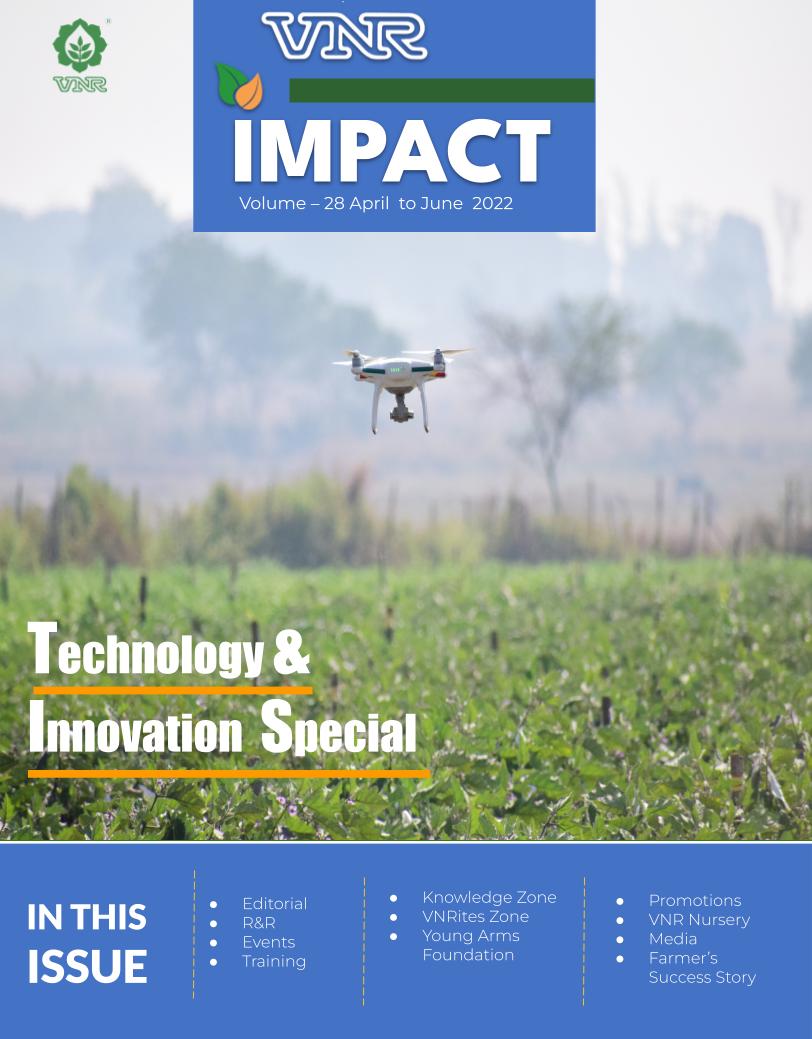 VNR
®
VNR
IMPACT
Volume – 28 April to June 2022
Technology &
Innovation Special
IN THIS
ISSUE
• Editorial
• R&R
• Events
• Training
• Knowledge Zone
• VNRites Zone
• Young Arms
Foundation
• Promotions
• VNR Nursery
• Media
• Farmer’s
Success Story